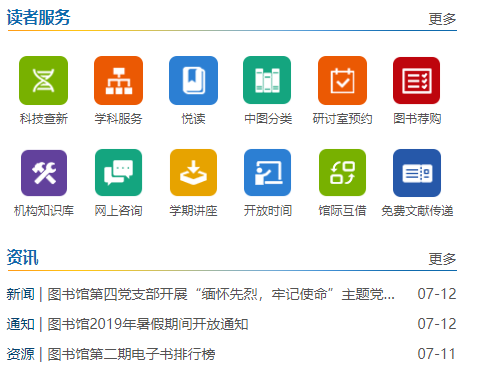 读者服务 更多
科技查新 学科服务 悦读 中图分类 研讨室预约 图书荐购
机构知识库 网上咨询 学期讲座 开放时间 馆际互借 免费文献传递
资讯 更多
新闻 | 图书馆第四党支部开展“缅怀先烈，牢记使命”主题党... 07-12
通知 | 图书馆2019年暑假期间开放通知 07-12
资源 | 图书馆第二期电子书排行榜 07-11